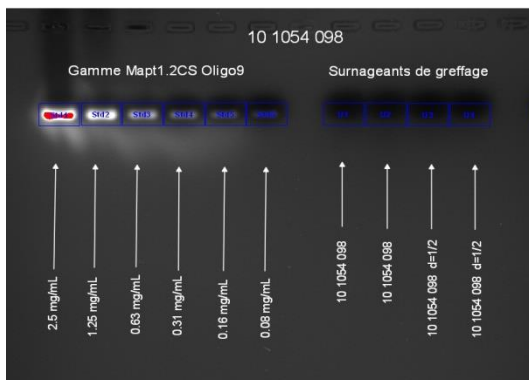 10 1054 098
Gamme Mapt1.2CS Oligo9
Surnageants de greffage
Std2
Std3
Std4
2.5 mg/mL
1.25 mg/mL
0.63 mg/mL
0.31 mg/mL
0.16 mg/mL
0.08 mg/mL
10 1054 098
10 1054 098
10 1054 098 d=1/2
10 1054 098 d=1/2